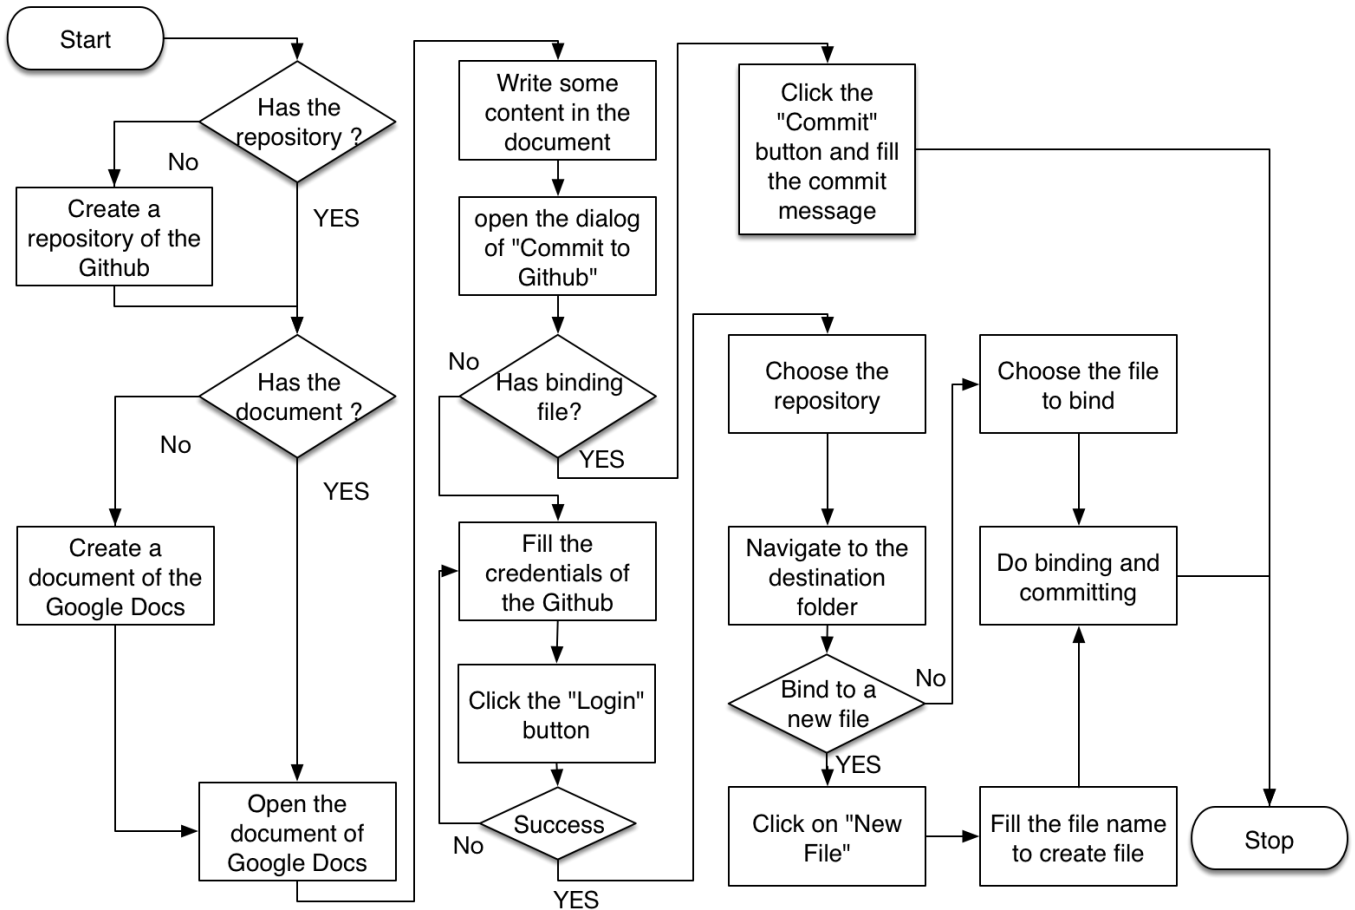 Start
Has the
repository ?
No
YES
Create a
repository of the
Github
Has the
document ?
No
YES
Create a
document of the
Google Docs
Open the
document of
Google Docs
Write some
content in the
document
open the dialog
of "Commit to
Github"
No
Has binding
file?
YES
Fill the
credentials of
the Github
Click the "Login"
button
Success
No
YES
Click the
"Commit"
button and fill
the commit
message
Choose the
repository
Navigate to the
destination
folder
Bind to a
new file
No
YES
Click on "New
File"
Choose the file
to bind
Do binding and
committing
Fill the file name
to create file
Stop